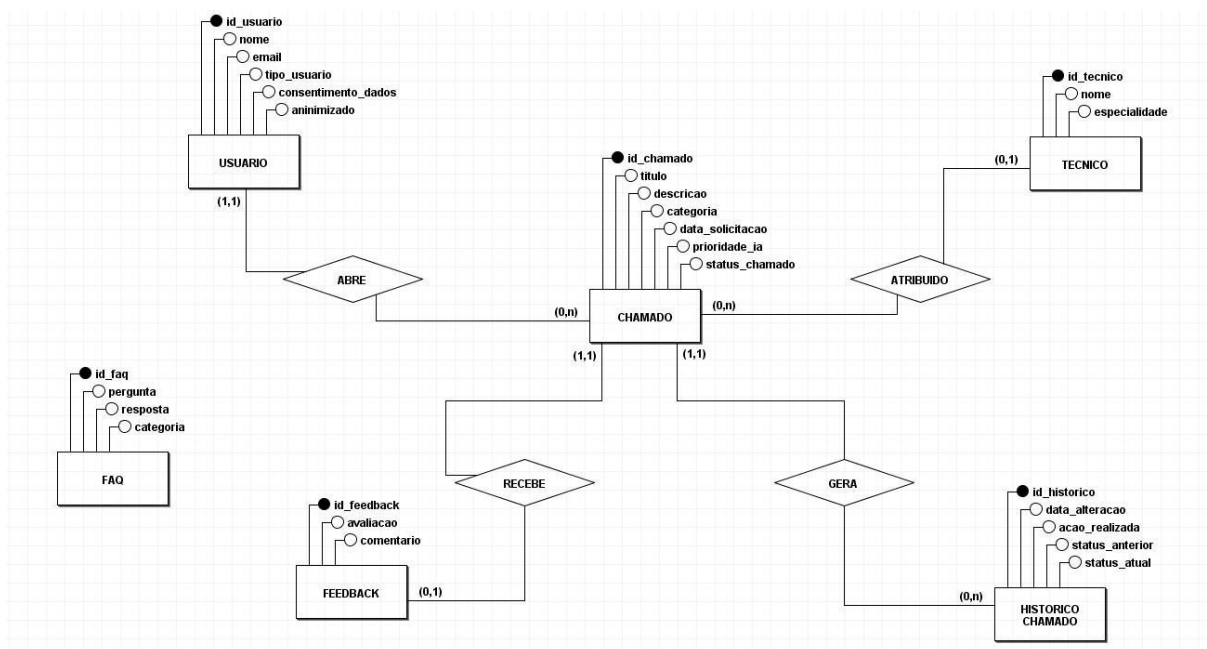 id_usuario
nome
email
tipo_usuario
consentimento_dados
aninimizado
USUARIO
(1,1)
id_tecnico
nome
especialidade
TECNICO
(0,1)
id_chamado
titulo
descricao
categoria
data_solicitacao
prioridade_ia
status_chamado
CHAMADO
(0,n)
(0,n)
(1,1)
(1,1)
ABRE
ATRIBUIDO
id_faq
pergunta
resposta
categoria
FAQ
RECEBE
GERA
id_feedback
avaliacao
comentario
FEEDBACK
(0,1)
id_historico
data_alteracao
acao_realizada
status_anterior
status_atual
HISTORICO
CHAMADO
(0,n)